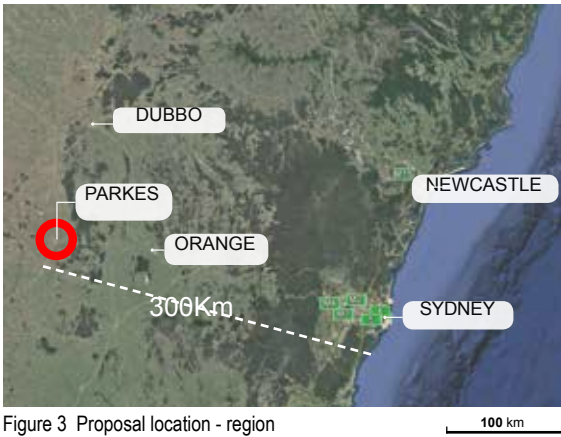 DUBBO
PARKES
NEWCASTLE
ORANGE
300Km
SYDNEY
Figure 3 Proposal location - region
100 km